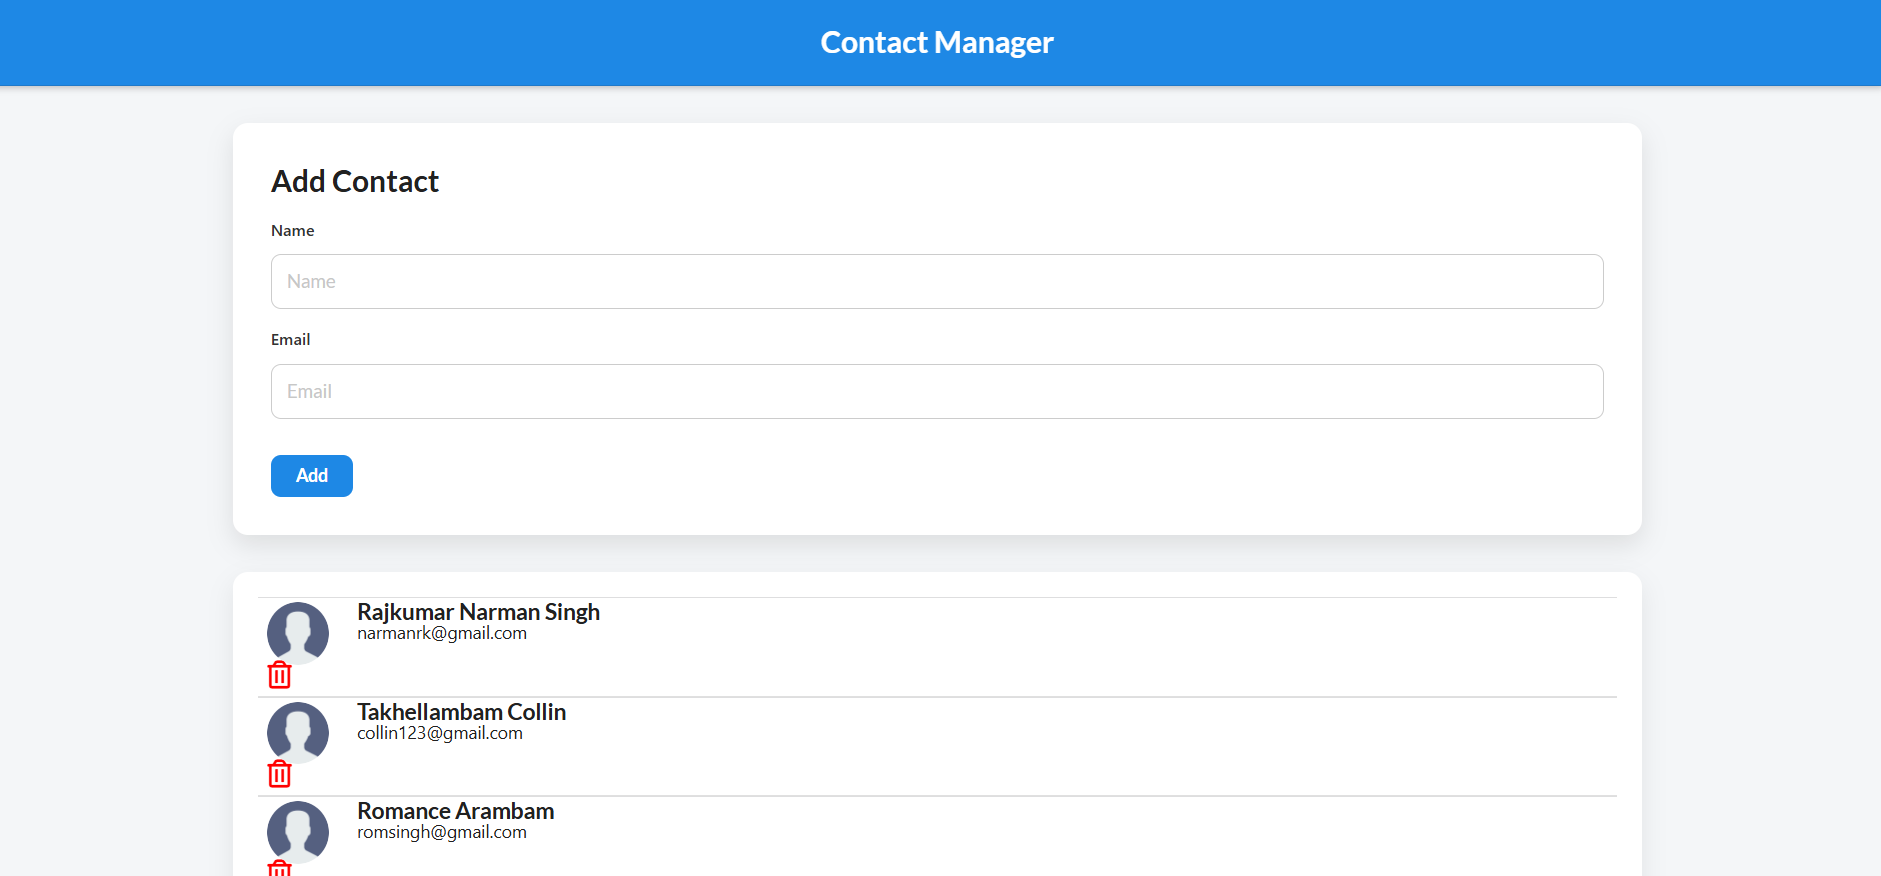 Contact Manager
Add Contact
Name
Name
Email
Email
Add
Rajkumar Narman Singh
narmanrk@gmail.com
Takhellambam Collin
collin123@gmail.com
Romance Arambam
romsingh@gmail.com